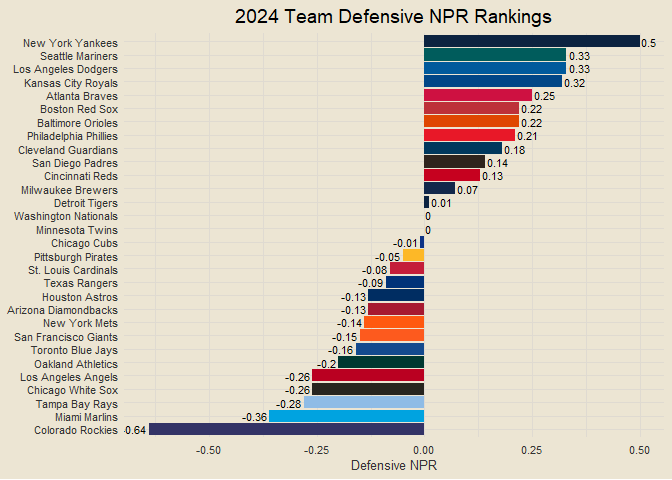 2024 Team Defensive NPR Rankings
New York Yankees 0.5
Seattle Mariners 0.33
Los Angeles Dodgers 0.33
Kansas City Royals 0.32
Atlanta Braves 0.25
Boston Red Sox 0.22
Baltimore Orioles 0.22
Philadelphia Phillies 0.21
Cleveland Guardians 0.18
San Diego Padres 0.14
Cincinnati Reds 0.13
Milwaukee Brewers 0.07
Detroit Tigers 0.01
Washington Nationals 0
Minnesota Twins 0
Chicago Cubs -0.01
Pittsburgh Pirates -0.05
St. Louis Cardinals -0.08
Texas Rangers -0.09
Houston Astros -0.13
Arizona Diamondbacks -0.13
New York Mets -0.14
San Francisco Giants -0.15
Toronto Blue Jays -0.16
Oakland Athletics -0.2
Los Angeles Angels -0.26
Chicago White Sox -0.26
Tampa Bay Rays -0.28
Miami Marlins -0.36
Colorado Rockies -0.64
-0.50 -0.25 0.00 0.25 0.50
Defensive NPR